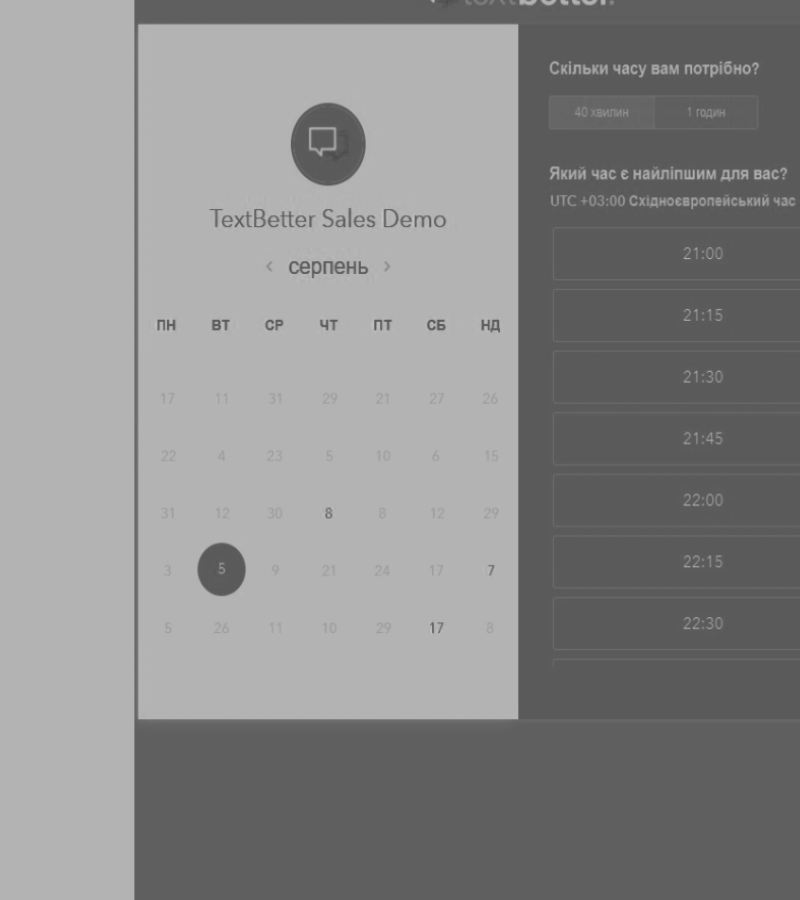 textbetter.
TextBetter Sales Demo
‹ серпень ›
ПН ВТ СР ЧТ ПТ СБ НД
17 11 31 29 21 27 26
22 4 23 5 10 6 15
31 12 30 8 8 12 29
3 5 9 21 24 17 7
5 26 11 10 29 17 8
Скільки часу вам потрібно?
40 хвилин 1 годин
Який час є найліпшим для вас?
UTC +03:00 Східноєвропейський час
21:00
21:15
21:30
21:45
22:00
22:15
22:30